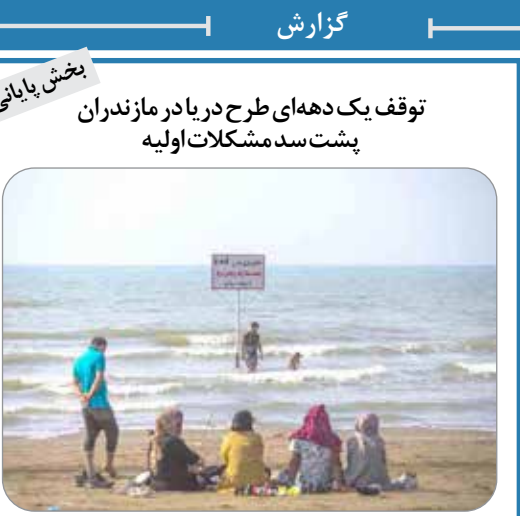 گزارش
بخش پایانی
توقف یک دهه‌ای طرح دریا در مازندران
پشت سد مشکلات اولیه